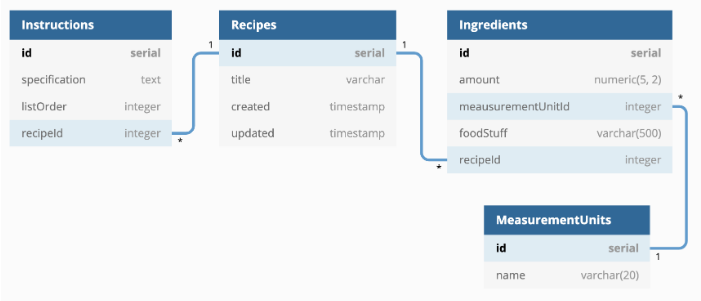 Instructions
id serial
specification text
listOrder integer
recipeId integer
1
*
Recipes
id serial
title varchar
created timestamp
updated timestamp
1
*
Ingredients
id serial
amount numeric(5, 2)
meausurementUnitId integer
foodStuff varchar(500)
recipeId integer
*
1
MeasurementUnits
id serial
name varchar(20)